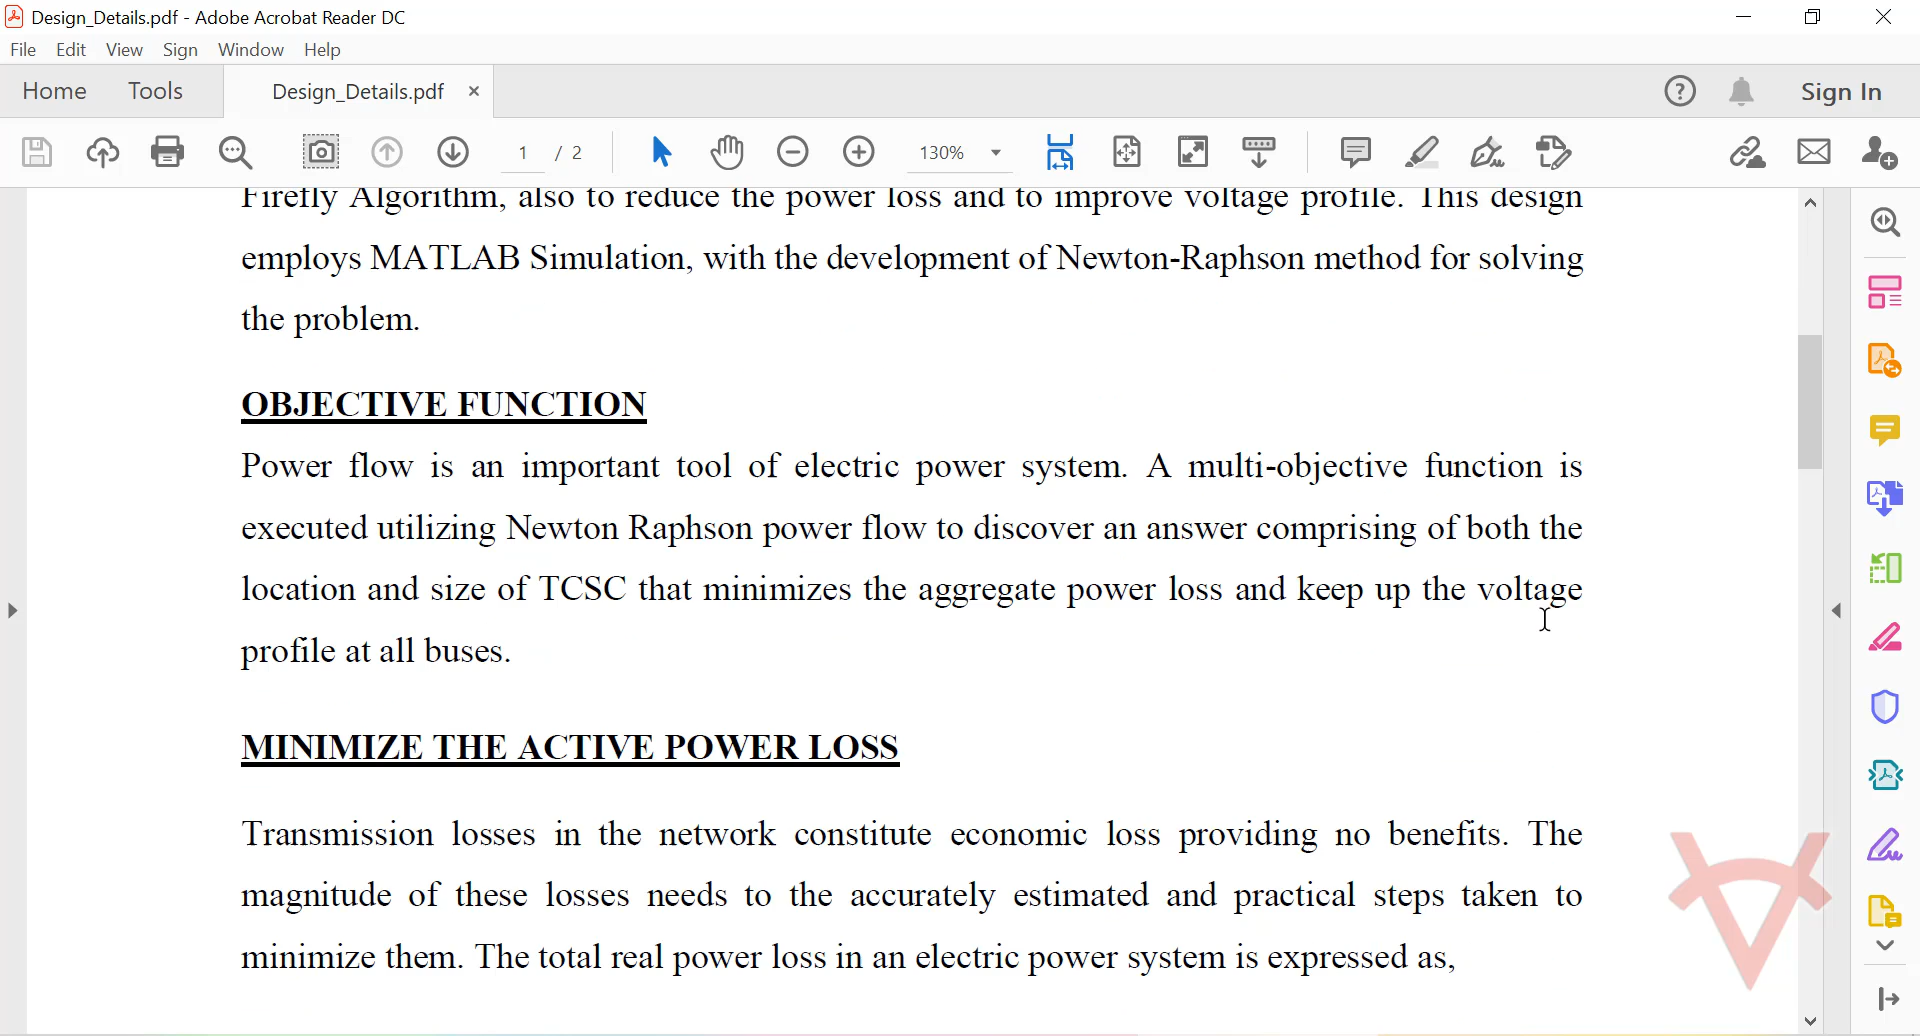 Design_Details.pdf - Adobe Acrobat Reader DC
File Edit View Sign Window Help
Home Tools Design_Details.pdf × Sign In
1 / 2 130%
Firefly Algorithm, also to reduce the power loss and to improve voltage profile. This design
employs MATLAB Simulation, with the development of Newton-Raphson method for solving
the problem.
OBJECTIVE FUNCTION
Power flow is an important tool of electric power system. A multi-objective function is
executed utilizing Newton Raphson power flow to discover an answer comprising of both the
location and size of TCSC that minimizes the aggregate power loss and keep up the voltage
profile at all buses.
MINIMIZE THE ACTIVE POWER LOSS
Transmission losses in the network constitute economic loss providing no benefits. The
magnitude of these losses needs to the accurately estimated and practical steps taken to
minimize them. The total real power loss in an electric power system is expressed as,